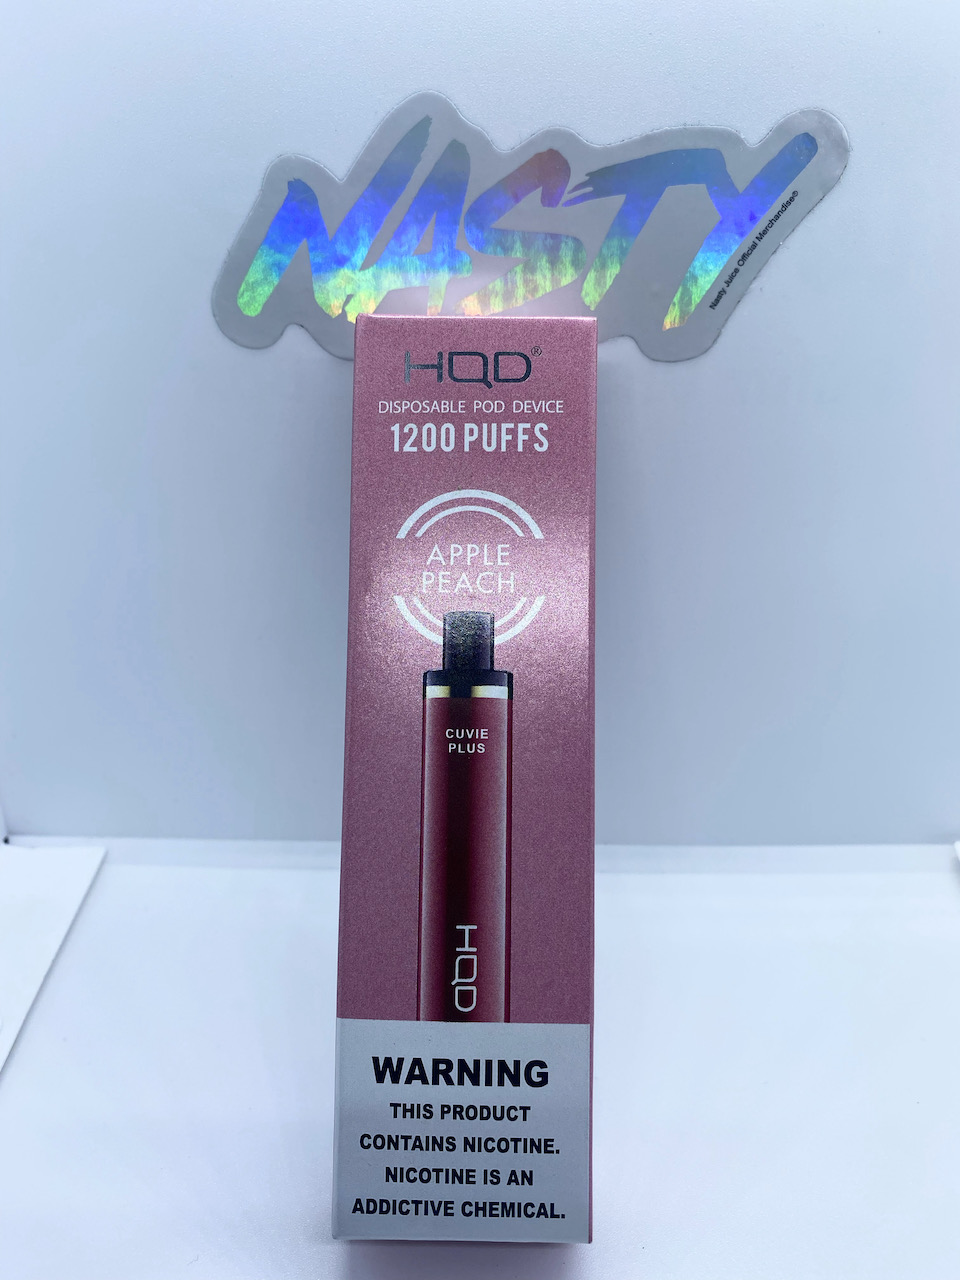 NASTY
Nasty Juice Official Merchandise®
HQD®
DISPOSABLE POD DEVICE
1200 PUFFS
APPLE
PEACH
CUVIE
PLUS
HQD
WARNING
THIS PRODUCT
CONTAINS NICOTINE.
NICOTINE IS AN
ADDICTIVE CHEMICAL.